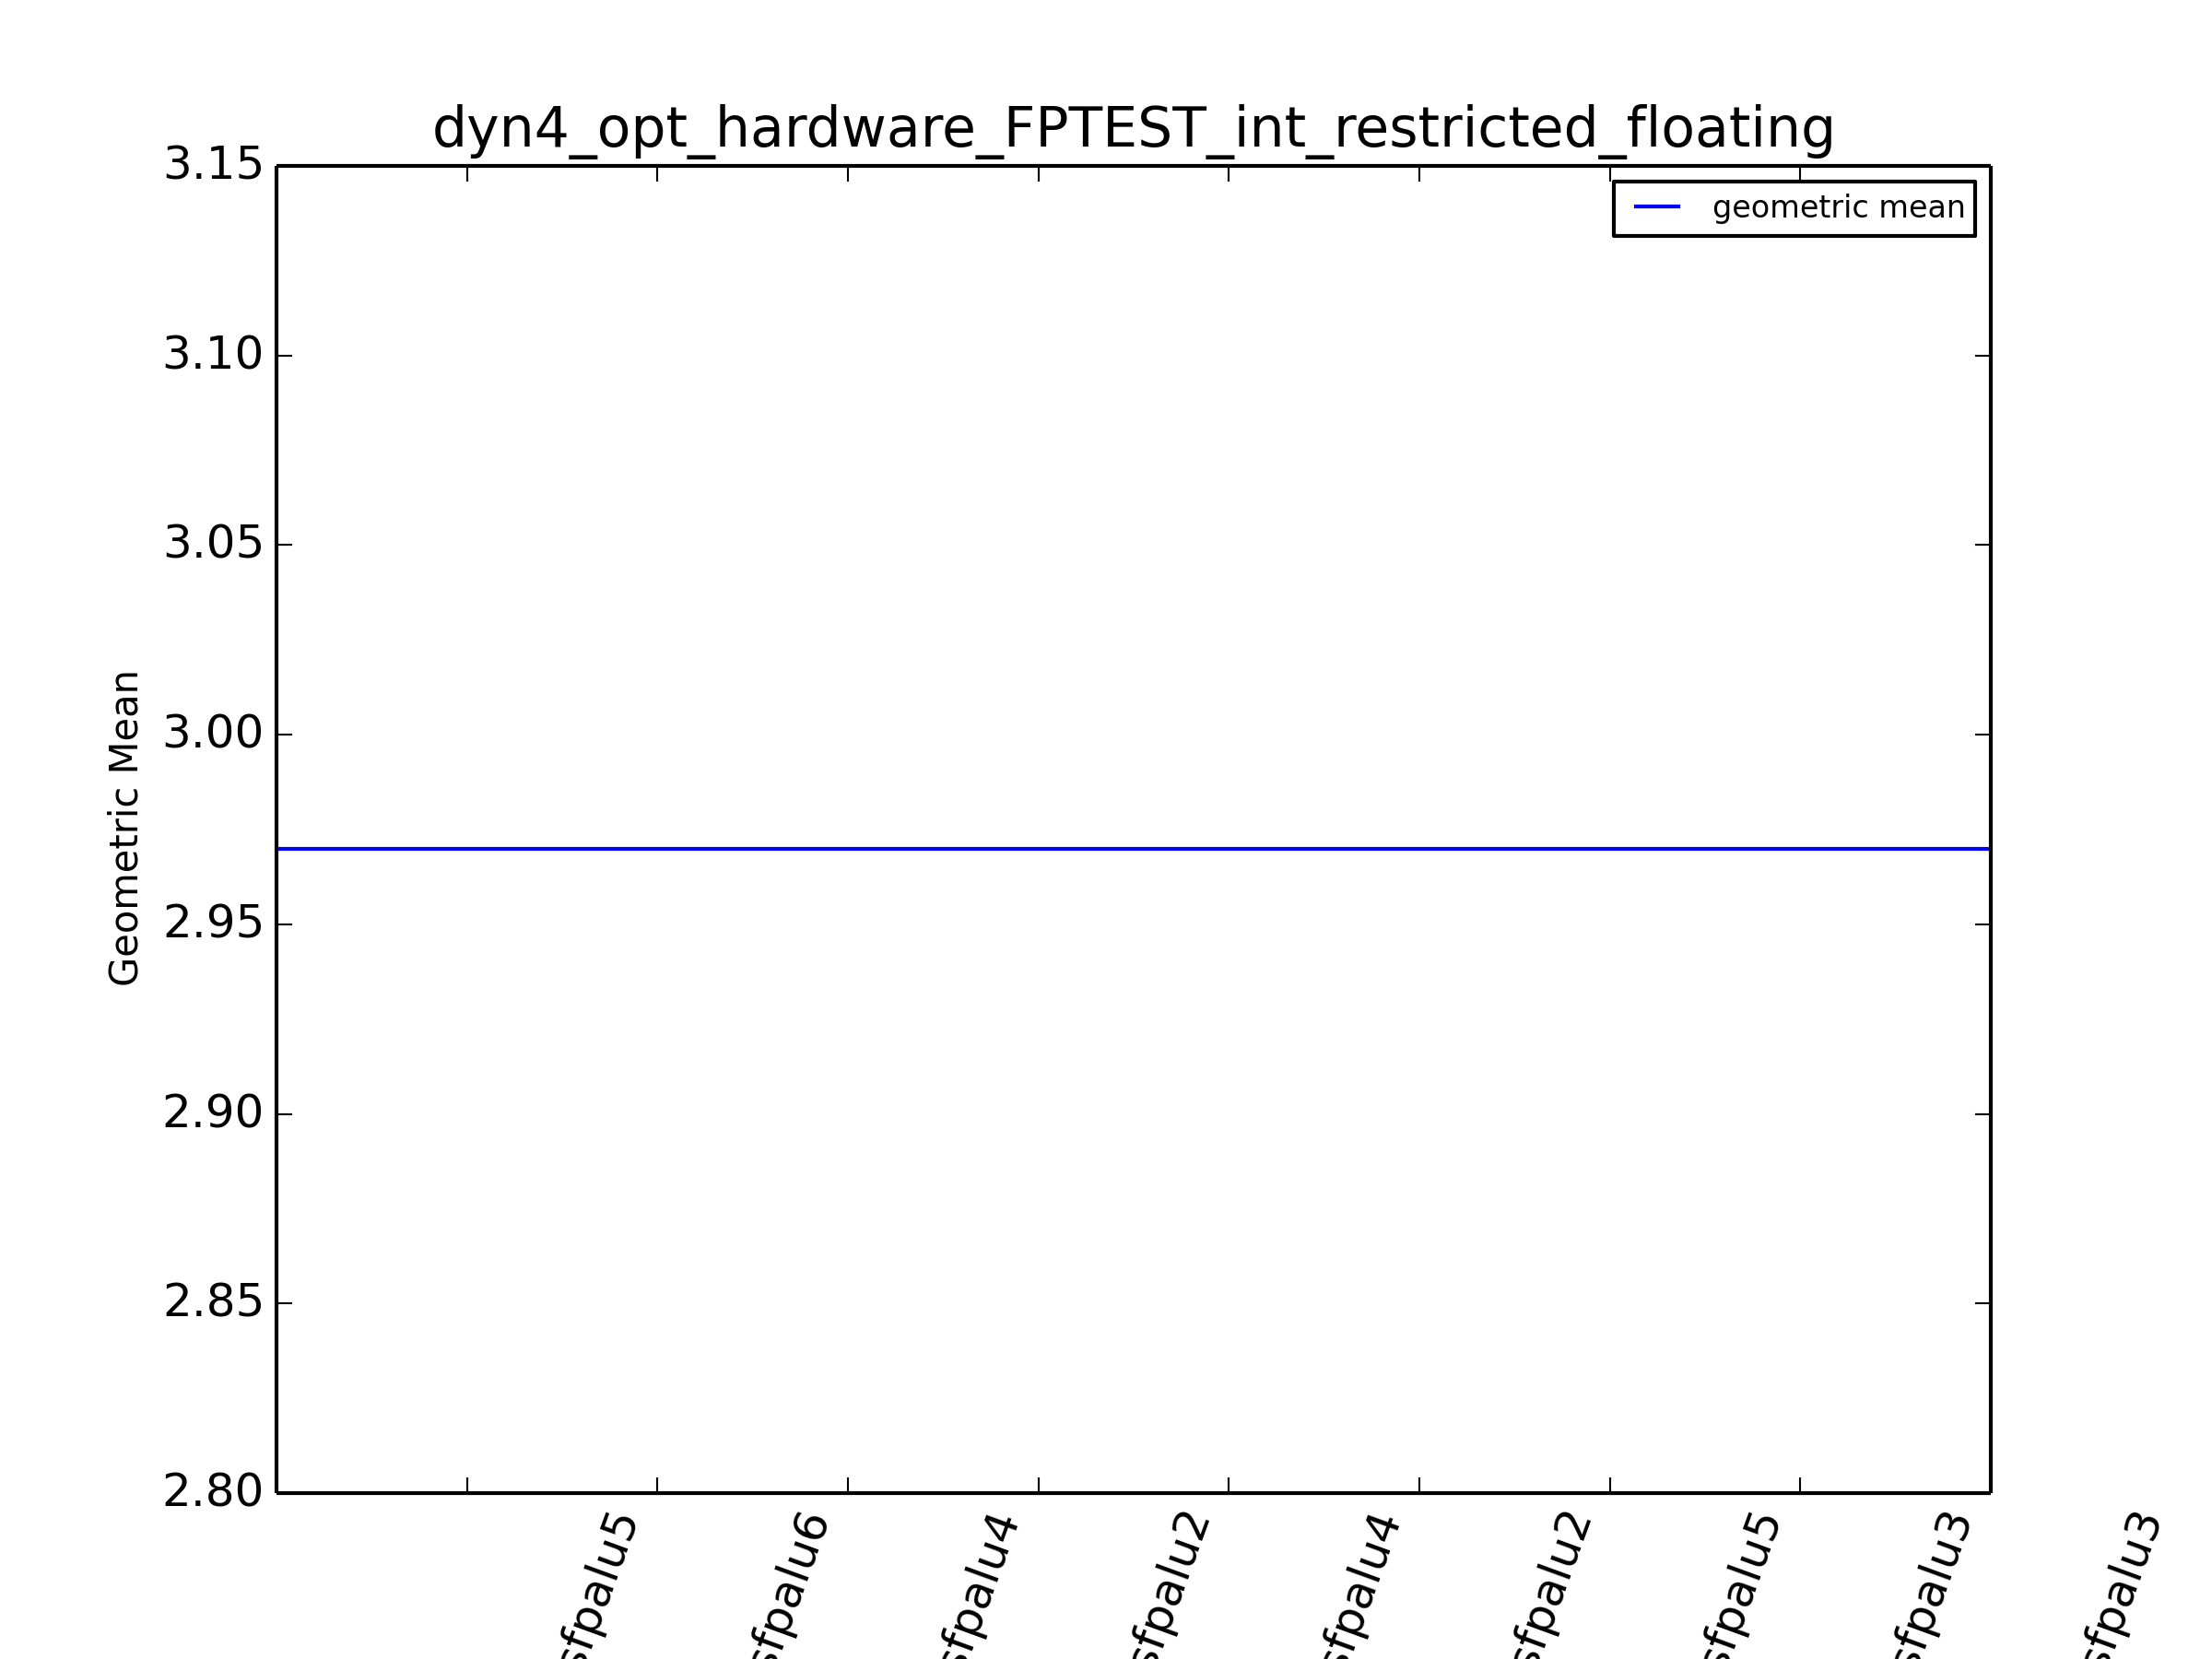 dyn4_opt_hardware_FPTEST_int_restricted_floating
geometric mean
Geometric Mean
3.15
3.10
3.05
3.00
2.95
2.90
2.85
2.80
sfpalu5
sfpalu6
sfpalu4
sfpalu2
sfpalu4
sfpalu2
sfpalu5
sfpalu3
sfpalu3